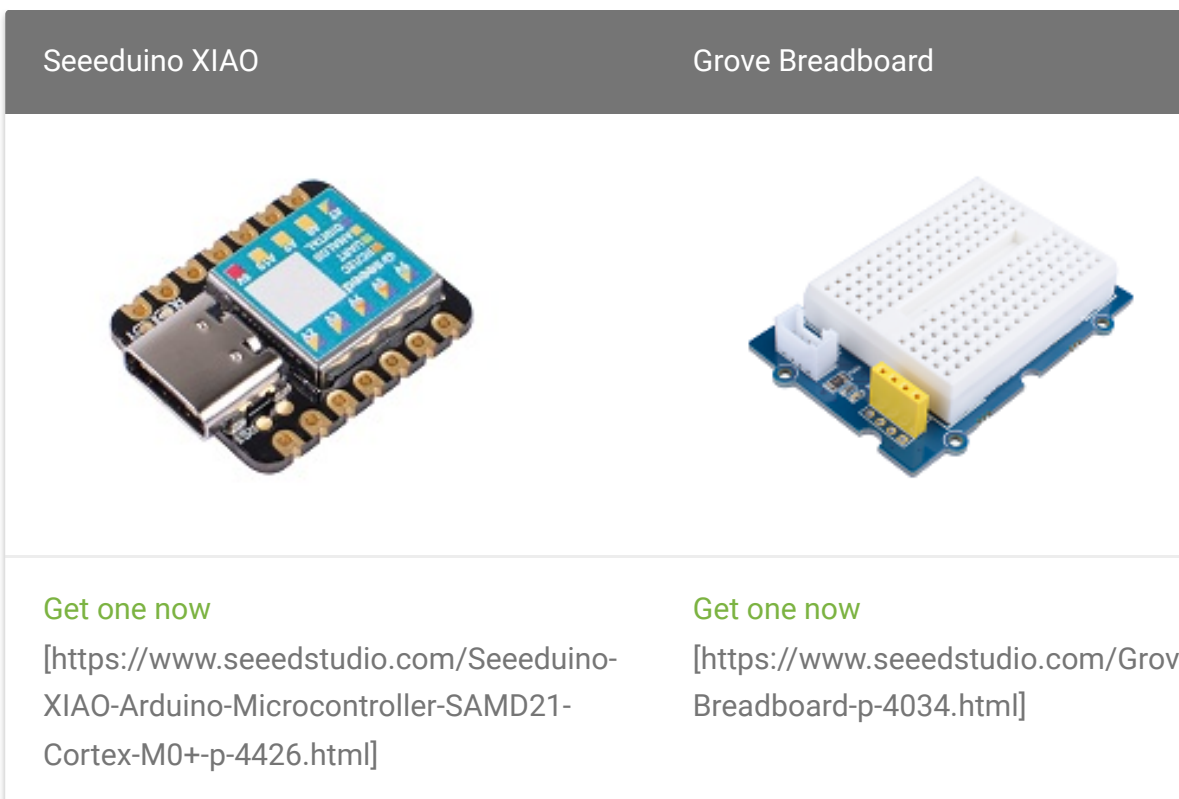 Seeeduino XIAO
Grove Breadboard
Get one now
[https://www.seeedstudio.com/Seeeduino-
XIAO-Arduino-Microcontroller-SAMD21-
Cortex-M0+-p-4426.html]
Get one now
[https://www.seeedstudio.com/Grov
Breadboard-p-4034.html]